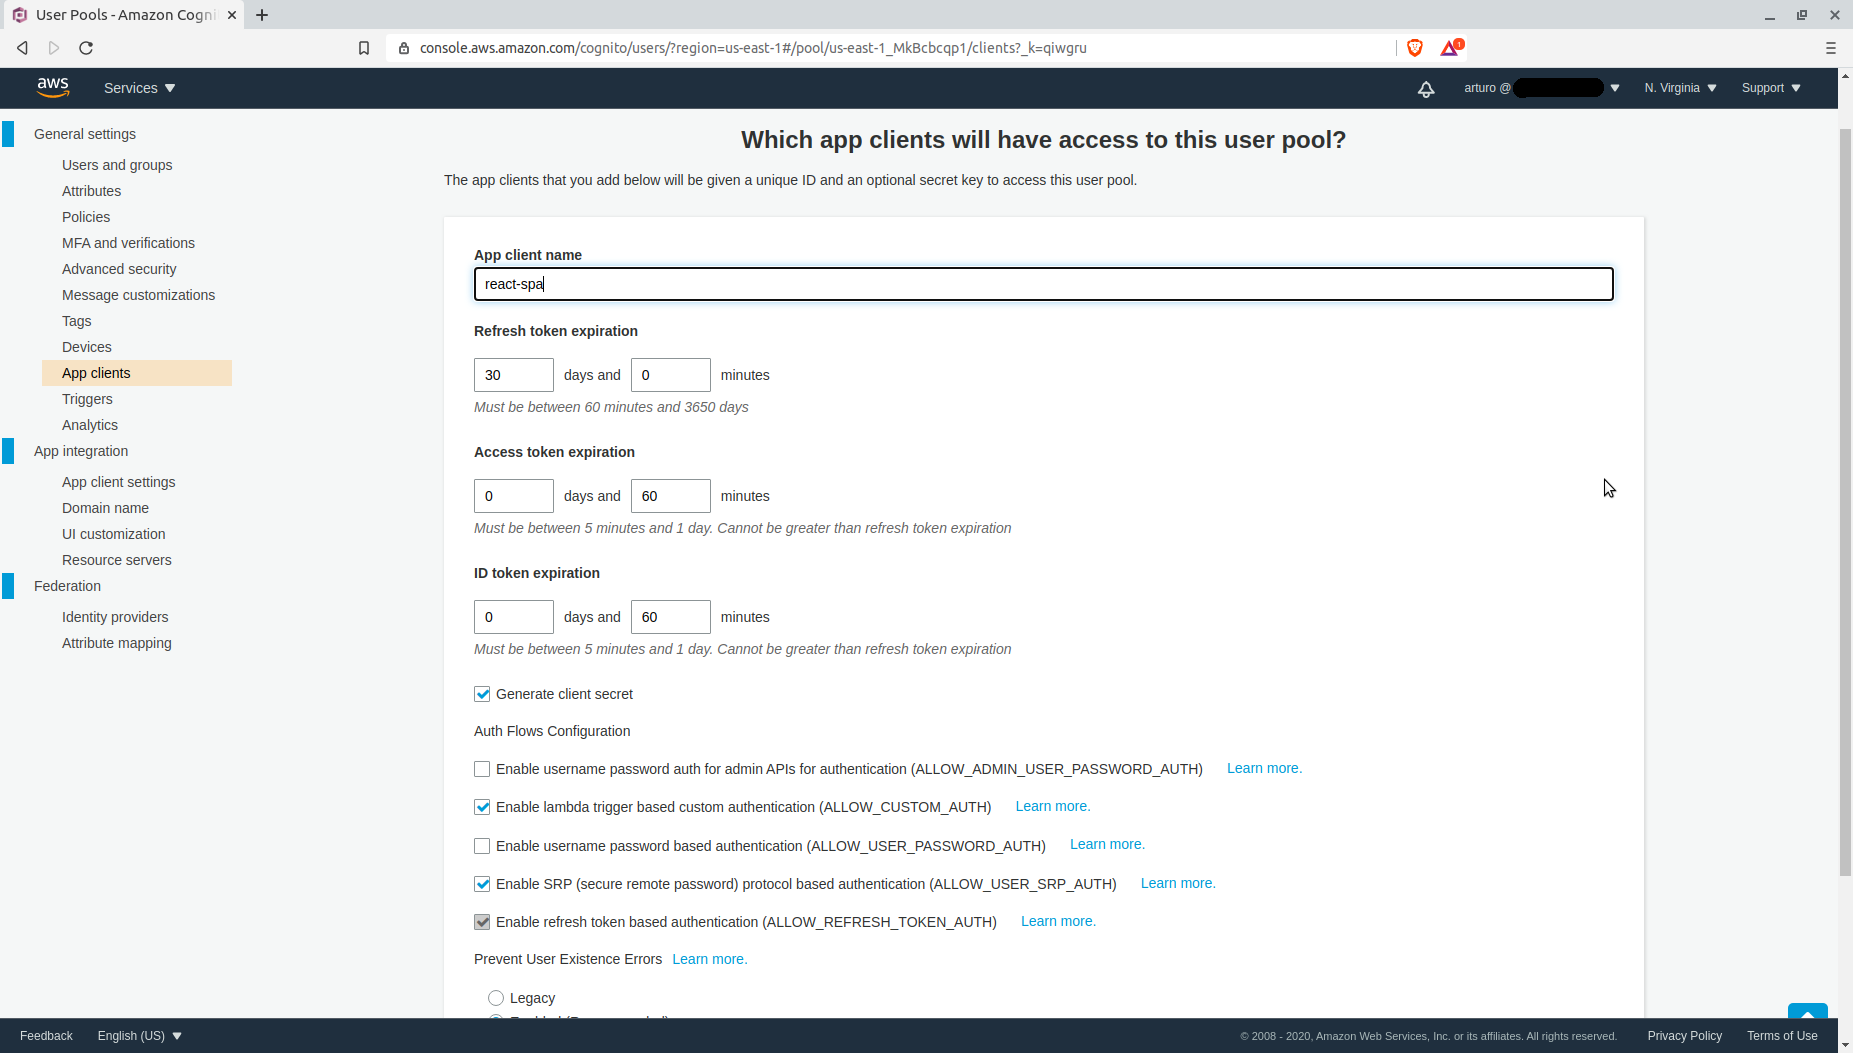 User Pools - Amazon Cogni
console.aws.amazon.com/cognito/users/?region=us-east-1#/pool/us-east-1_MkBcbcqp1/clients?_k=qiwgru
1
aws
Services
arturo @
N. Virginia
Support
General settings
Users and groups
Attributes
Policies
MFA and verifications
Advanced security
Message customizations
Tags
Devices
App clients
Triggers
Analytics
App integration
App client settings
Domain name
UI customization
Resource servers
Federation
Identity providers
Attribute mapping
Which app clients will have access to this user pool?
The app clients that you add below will be given a unique ID and an optional secret key to access this user pool.
App client name
react-spa
Refresh token expiration
30 days and 0 minutes
Must be between 60 minutes and 3650 days
Access token expiration
0 days and 60 minutes
Must be between 5 minutes and 1 day. Cannot be greater than refresh token expiration
ID token expiration
0 days and 60 minutes
Must be between 5 minutes and 1 day. Cannot be greater than refresh token expiration
Generate client secret
Auth Flows Configuration
Enable username password auth for admin APIs for authentication (ALLOW_ADMIN_USER_PASSWORD_AUTH) Learn more.
Enable lambda trigger based custom authentication (ALLOW_CUSTOM_AUTH) Learn more.
Enable username password based authentication (ALLOW_USER_PASSWORD_AUTH) Learn more.
Enable SRP (secure remote password) protocol based authentication (ALLOW_USER_SRP_AUTH) Learn more.
Enable refresh token based authentication (ALLOW_REFRESH_TOKEN_AUTH) Learn more.
Prevent User Existence Errors Learn more.
Legacy
Feedback
English (US)
© 2008 - 2020, Amazon Web Services, Inc. or its affiliates. All rights reserved.
Privacy Policy
Terms of Use